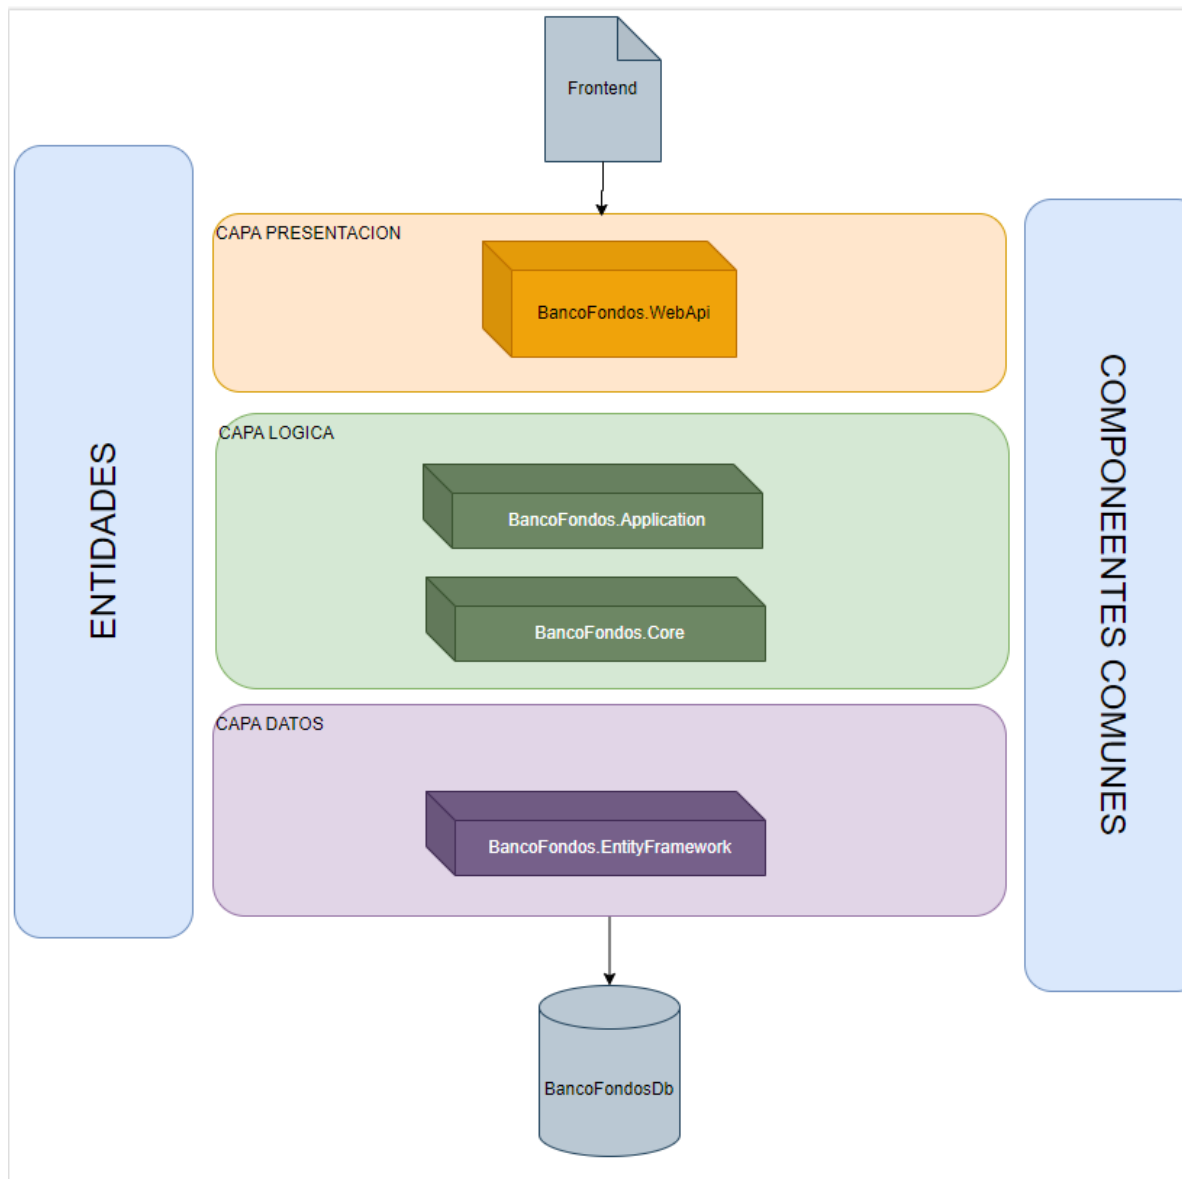 Frontend
CAPA PRESENTACION
BancoFondos.WebApi
ENTIDADES
COMPONEENTES COMUNES
CAPA LOGICA
BancoFondos.Application
BancoFondos.Core
CAPA DATOS
BancoFondos.EntityFramework
BancoFondosDb